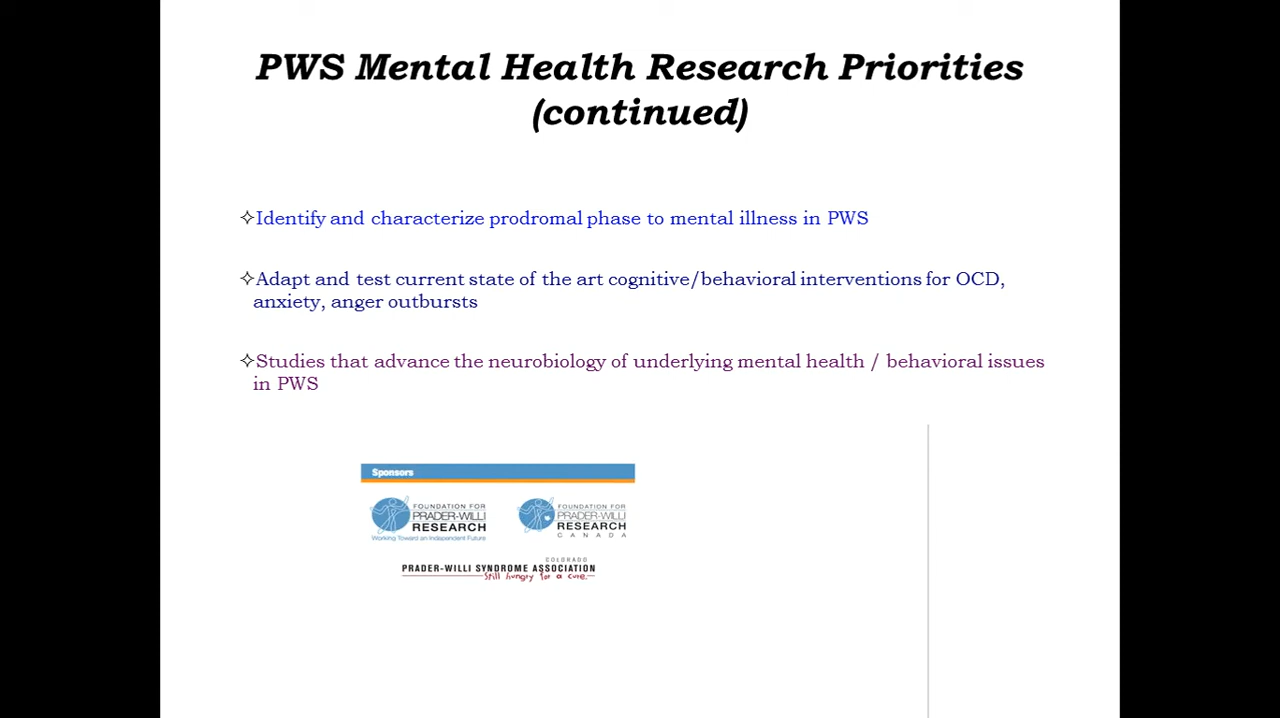 PWS Mental Health Research Priorities
(continued)
✧Identify and characterize prodromal phase to mental illness in PWS
✧Adapt and test current state of the art cognitive/behavioral interventions for OCD,
anxiety, anger outbursts
✧Studies that advance the neurobiology of underlying mental health / behavioral issues
in PWS
Sponsors
FOUNDATION FOR
PRADER-WILLI
RESEARCH
Working Toward an Independent Future
FOUNDATION FOR
PRADER-WILLI
RESEARCH
CANADA
COLORADO
PRADER-WILLI SYNDROME ASSOCIATION
Still hungry for a cure.